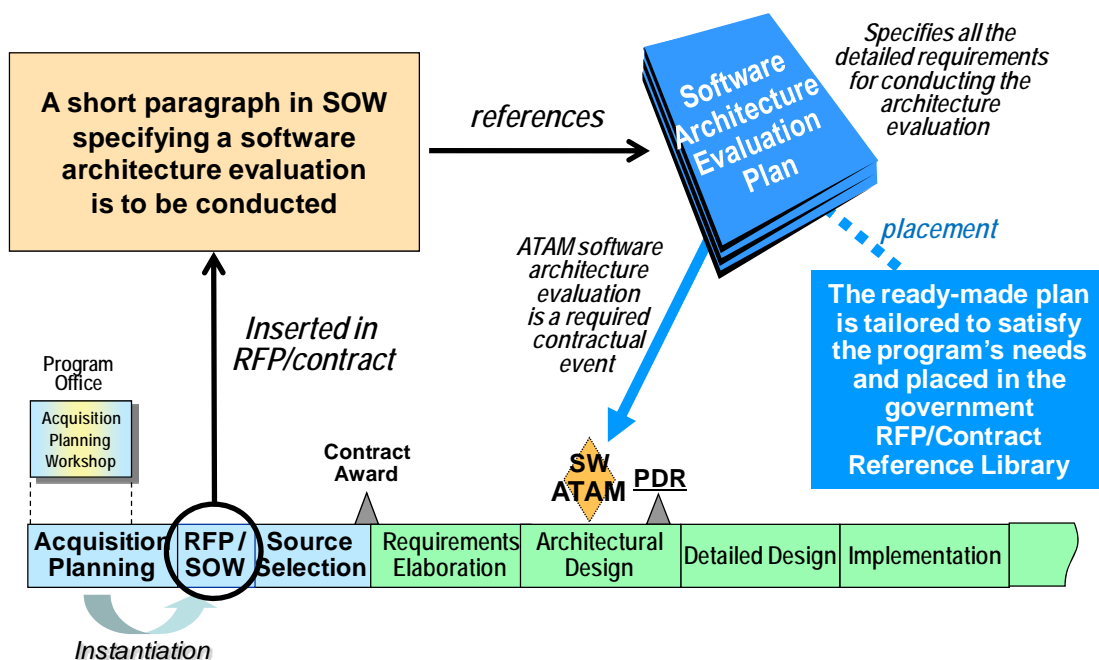 A short paragraph in SOW
specifying a software
architecture evaluation
is to be conducted
references
Software
Architecture
Evaluation
Plan
Specifies all the
detailed requirements
for conducting the
architecture
evaluation
placement
The ready-made plan
is tailored to satisfy
the program's needs
and placed in the
government
RFP/Contract
Reference Library
ATAM software
architecture
evaluation
is a required
contractual
event
Inserted in
RFP/contract
Program
Office
Acquisition
Planning
Workshop
Contract
Award
SW
ATAM
PDR
Acquisition
Planning
RFP /
SOW
Source
Selection
Requirements
Elaboration
Architectural
Design
Detailed Design
Implementation
Instantiation